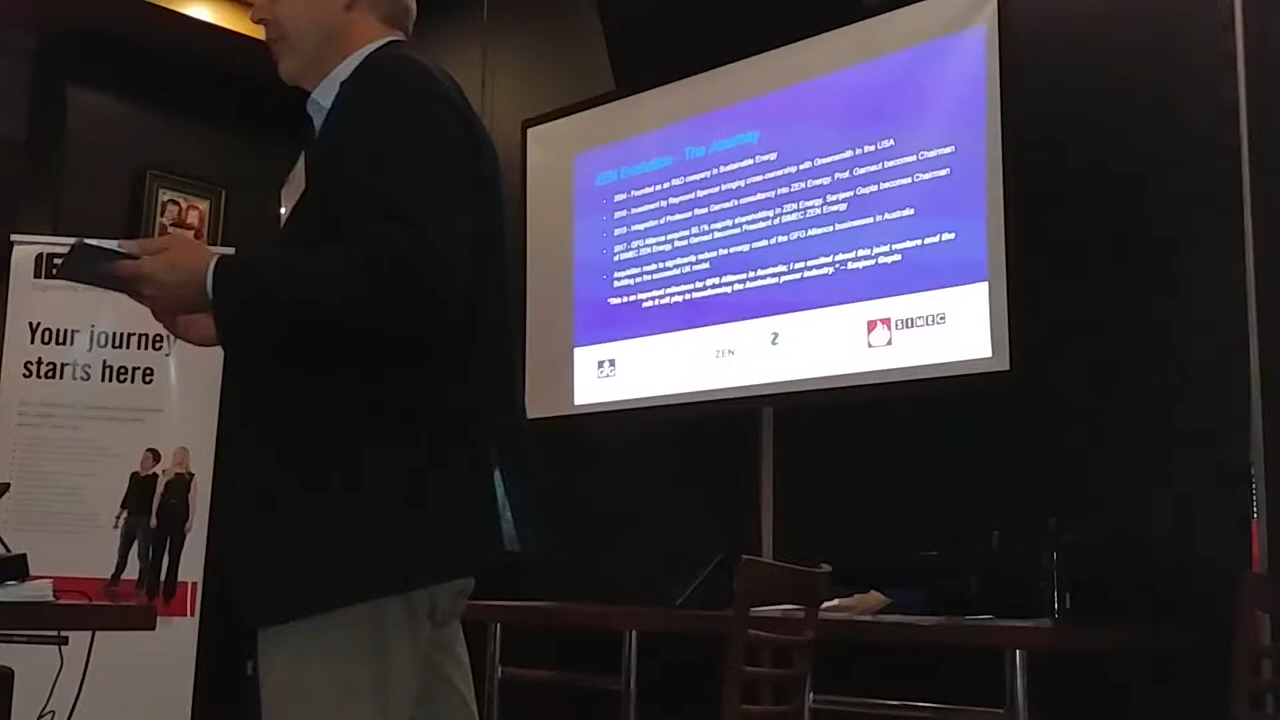 ZEN Evolution - The Journey
2004 - Founded as an R&D company in Sustainable Energy
2010 - Investment by Raymond Spencer bringing cross-ownership with Greensmith in the USA
2015 - Integration of Professor Ross Garnaut's consultancy into ZEN Energy. Prof. Garnaut becomes Chairman
2017 - GFG Alliance acquires 50.1% majority shareholding in ZEN Energy. Sanjeev Gupta becomes Chairman
of SIMEC ZEN Energy, Ross Garnaut Becomes President of SIMEC ZEN Energy
Acquisition made to significantly reduce the energy costs of the GFG Alliance businesses in Australia
Building on the successful UK model.
"This is an important milestone for GFG Alliance in Australia; I am excited about this joint venture and the
role it will play in transforming the Australian power industry." – Sanjeev Gupta
GFG
ZEN
SIMEC
Your journey
starts here